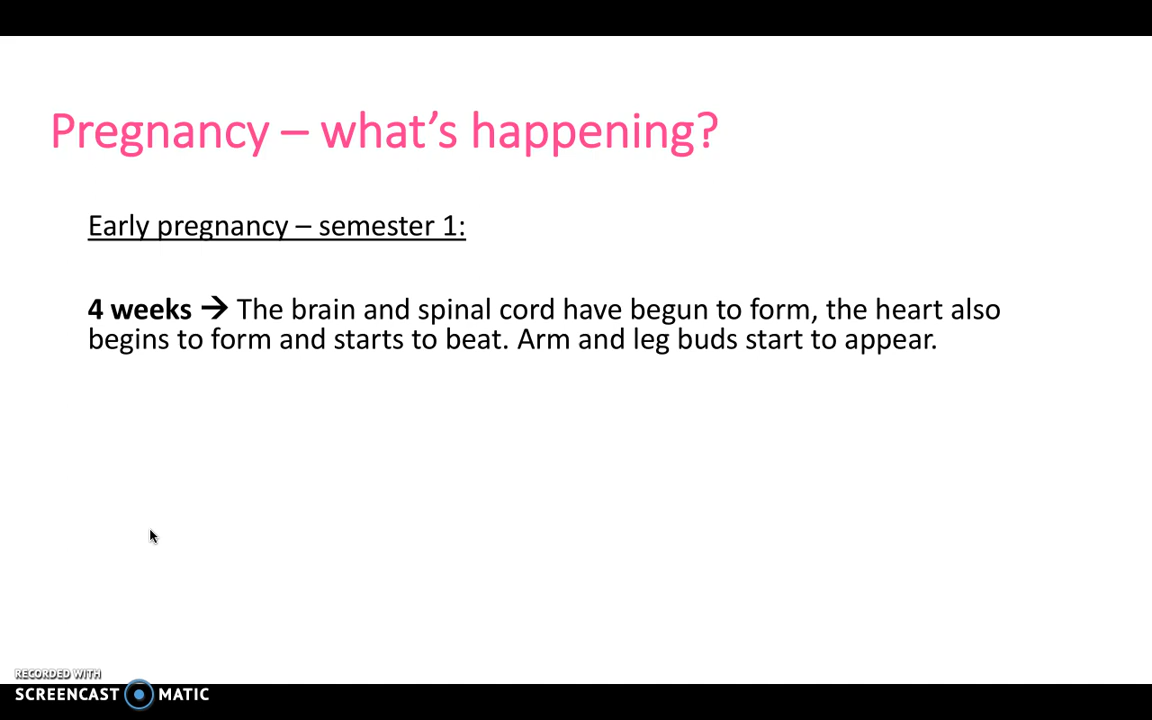 Pregnancy – what's happening?
Early pregnancy – semester 1:
4 weeks → The brain and spinal cord have begun to form, the heart also
begins to form and starts to beat. Arm and leg buds start to appear.
RECORDED WITH
SCREENCAST MATIC